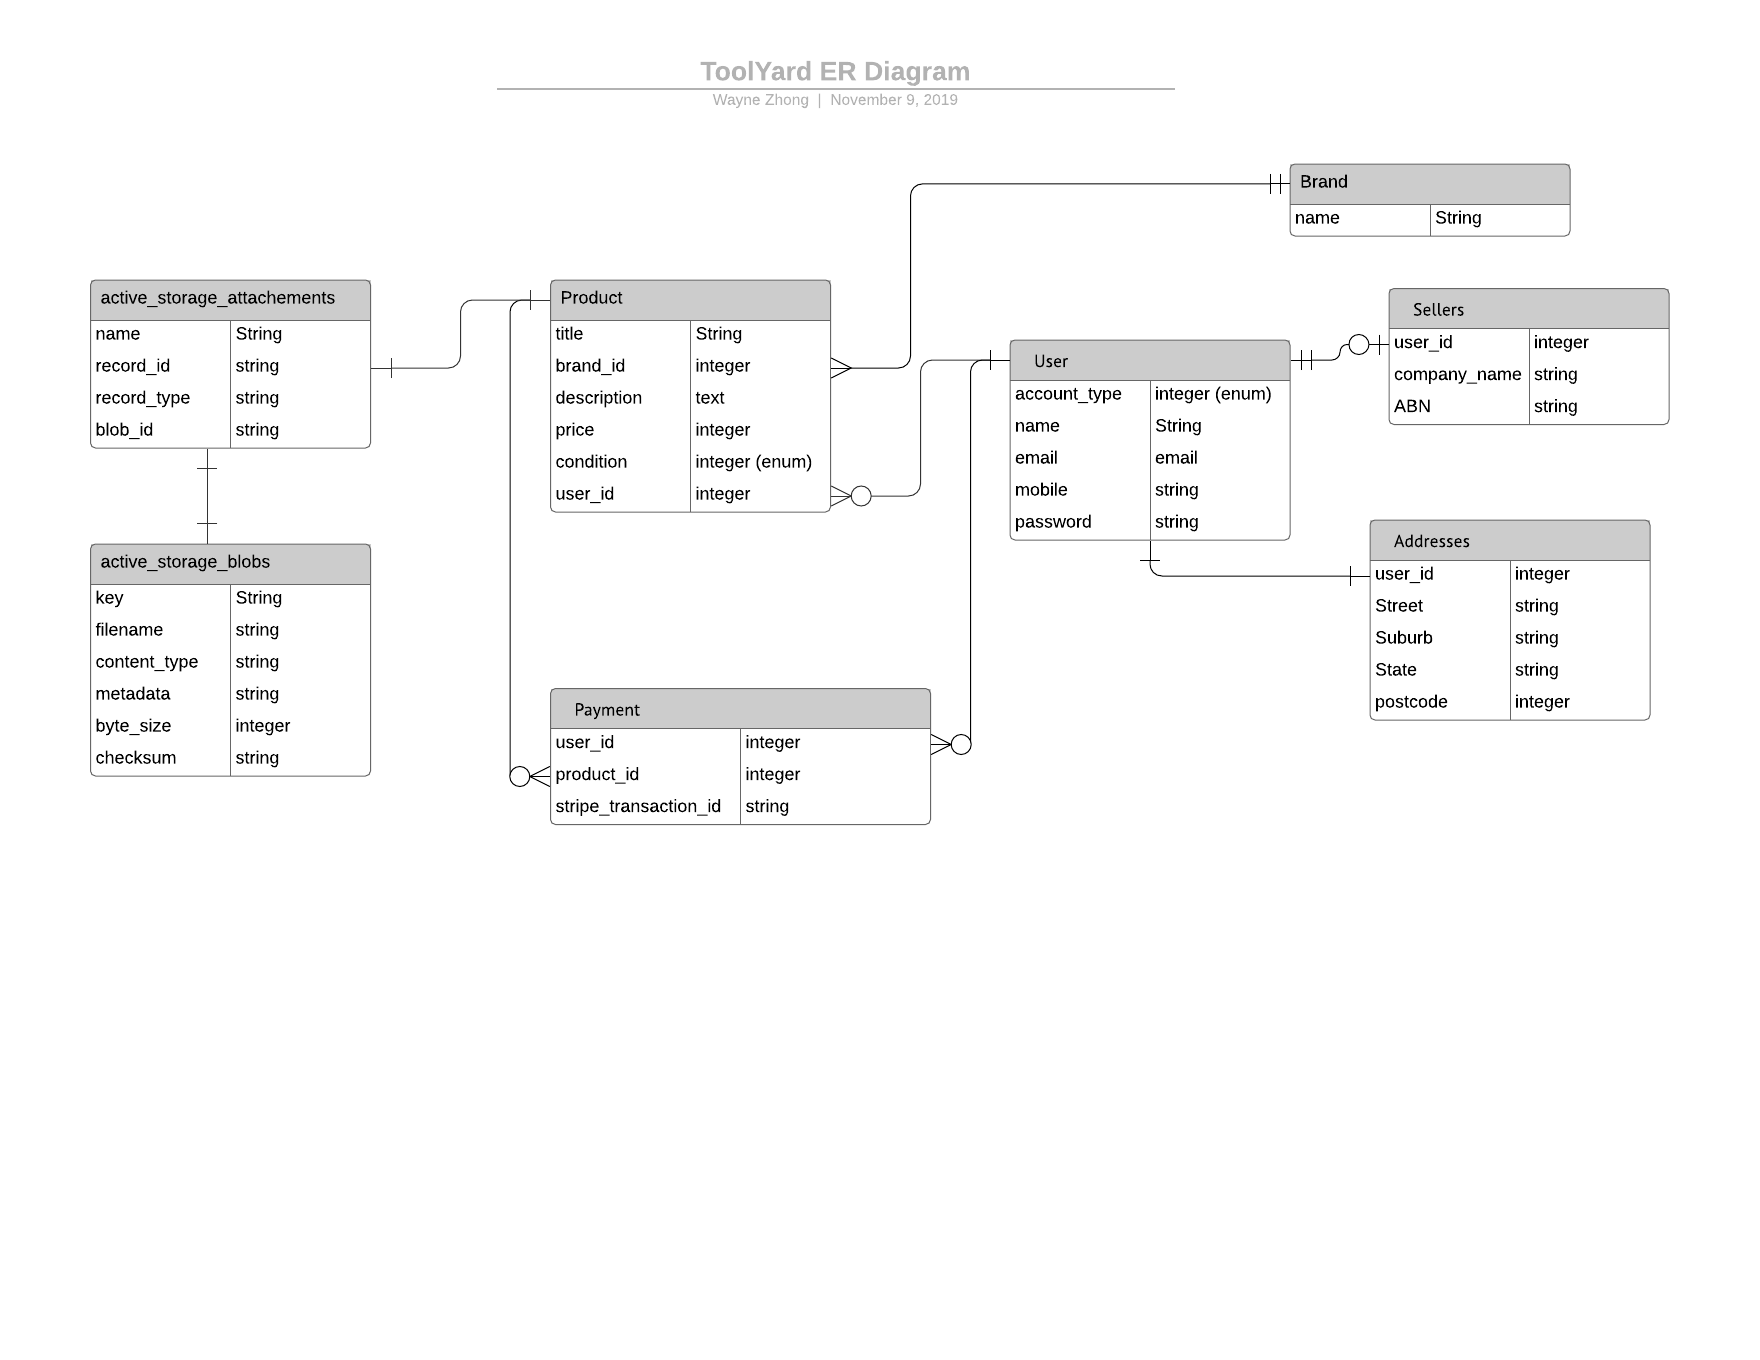 ToolYard ER Diagram
Wayne Zhong | November 9, 2019
Brand
name String
active_storage_attachements
name String
record_id string
record_type string
blob_id string
Product
title String
brand_id integer
description text
price integer
condition integer (enum)
user_id integer
User
account_type integer (enum)
name String
email email
mobile string
password string
Sellers
user_id integer
company_name string
ABN string
Addresses
user_id integer
Street string
Suburb string
State string
postcode integer
active_storage_blobs
key String
filename string
content_type string
metadata string
byte_size integer
checksum string
Payment
user_id integer
product_id integer
stripe_transaction_id string